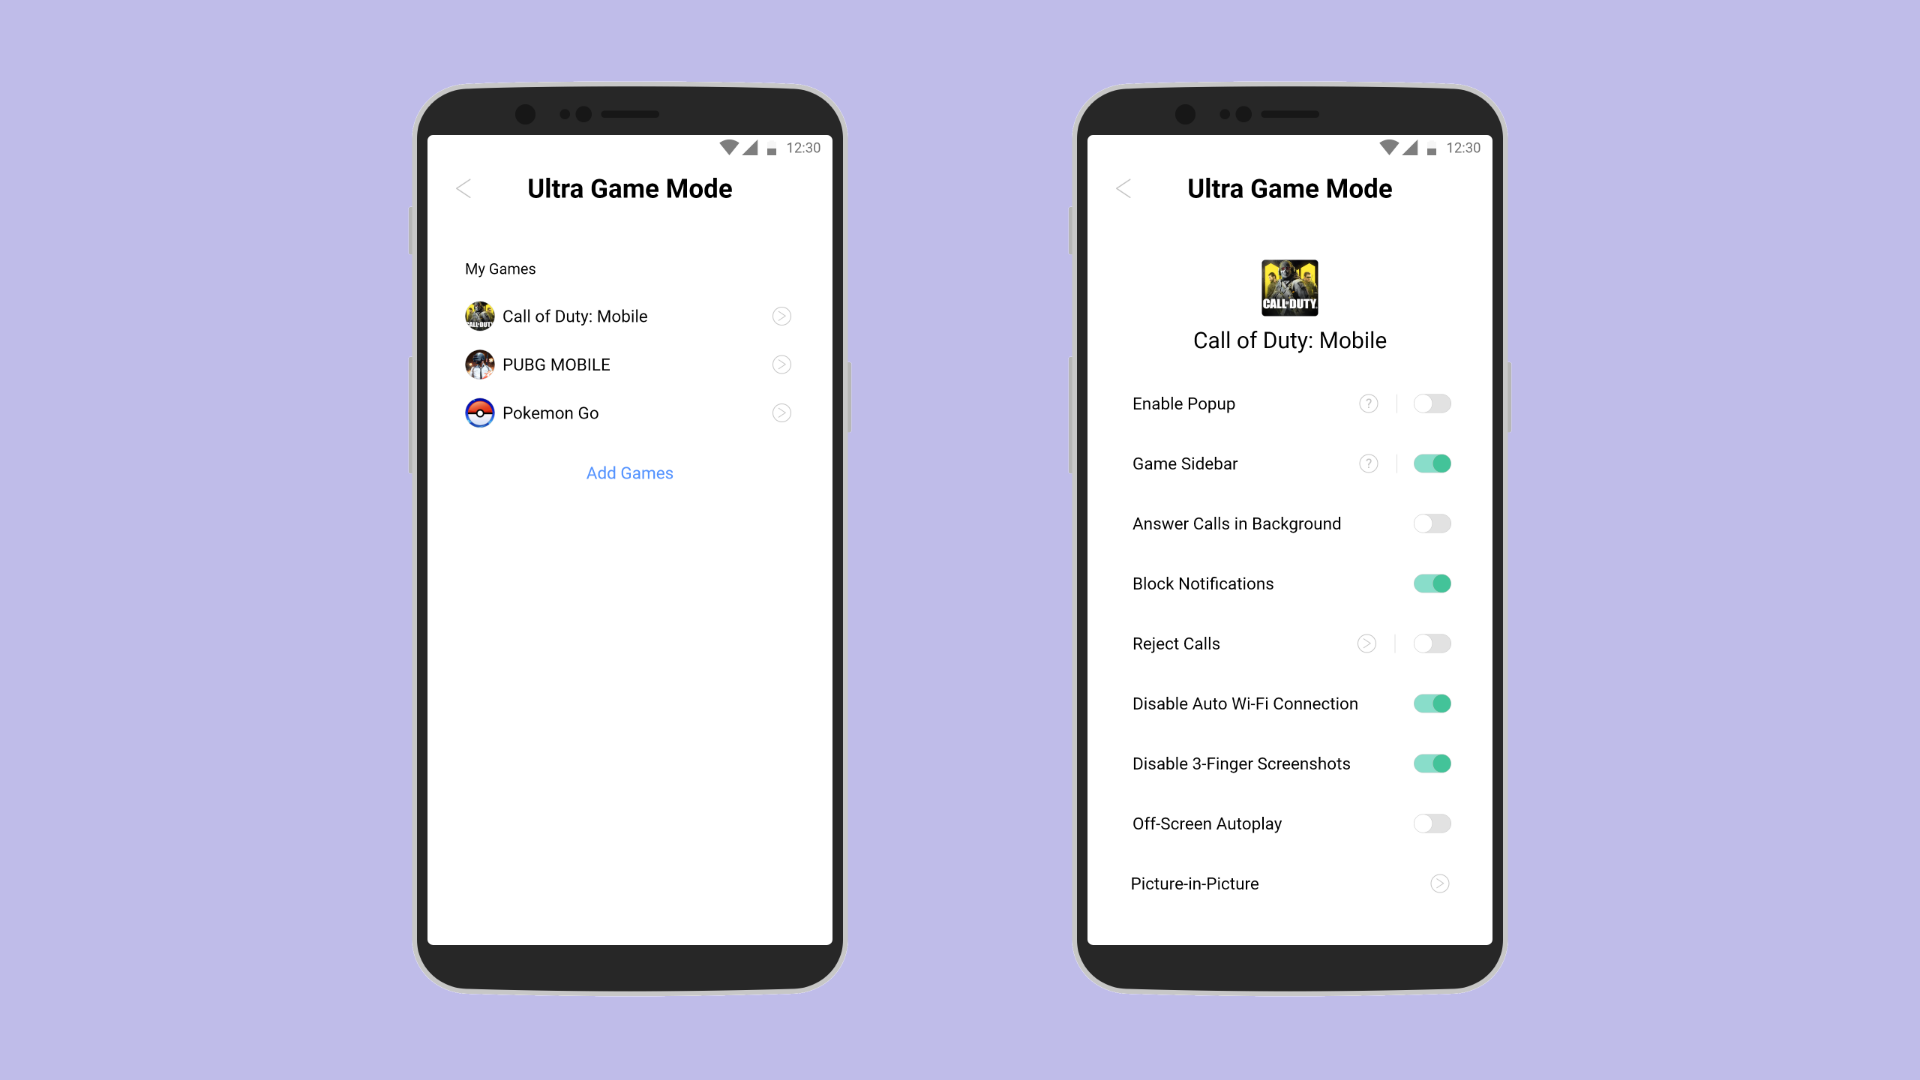 12:30
Ultra Game Mode
My Games
Call of Duty: Mobile
PUBG MOBILE
Pokemon Go
Add Games
12:30
Ultra Game Mode
CALL OF DUTY
Call of Duty: Mobile
Enable Popup ?
Game Sidebar ?
Answer Calls in Background
Block Notifications
Reject Calls
Disable Auto Wi-Fi Connection
Disable 3-Finger Screenshots
Off-Screen Autoplay
Picture-in-Picture